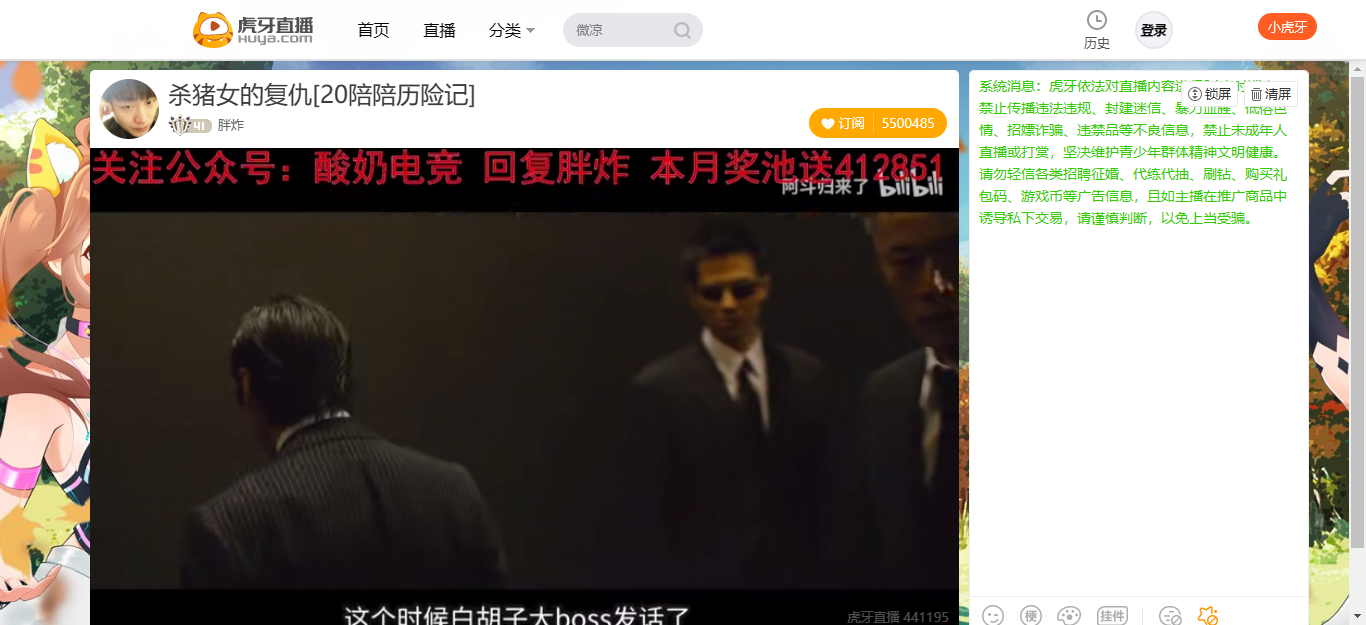 虎牙直播
HUYA.COM
首页
直播
分类
微凉
历史
登录
小虎牙
杀猪女的复仇[20陪陪历险记]
41
胖炸
订阅
5500485
关注公众号：酸奶电竞 回复胖炸 本月奖池送412851
阿斗归来了 bilibili
这个时候白胡子大boss发话了
虎牙直播 441195
系统消息：虎牙依法对直播内容进行
锁屏
清屏
禁止传播违法违规、封建迷信、暴力血腥、低俗色
情、招嫖诈骗、违禁品等不良信息，禁止未成年人
直播或打赏，坚决维护青少年群体精神文明健康。
请勿轻信各类招聘征婚、代练代抽、刷钻、购买礼
包码、游戏币等广告信息，且如主播在推广商品中
诱导私下交易，请谨慎判断，以免上当受骗。
梗
挂件